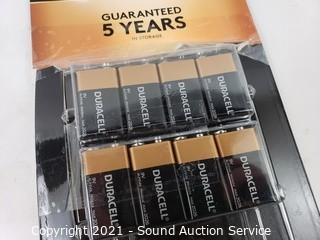 GUARANTEED
5 YEARS
IN STORAGE
DURACELL
DURACELL
DURACELL
DURACELL
DURACELL
DURACELL
DURACELL
DURACELL
Copyright 2021 - Sound Auction Service